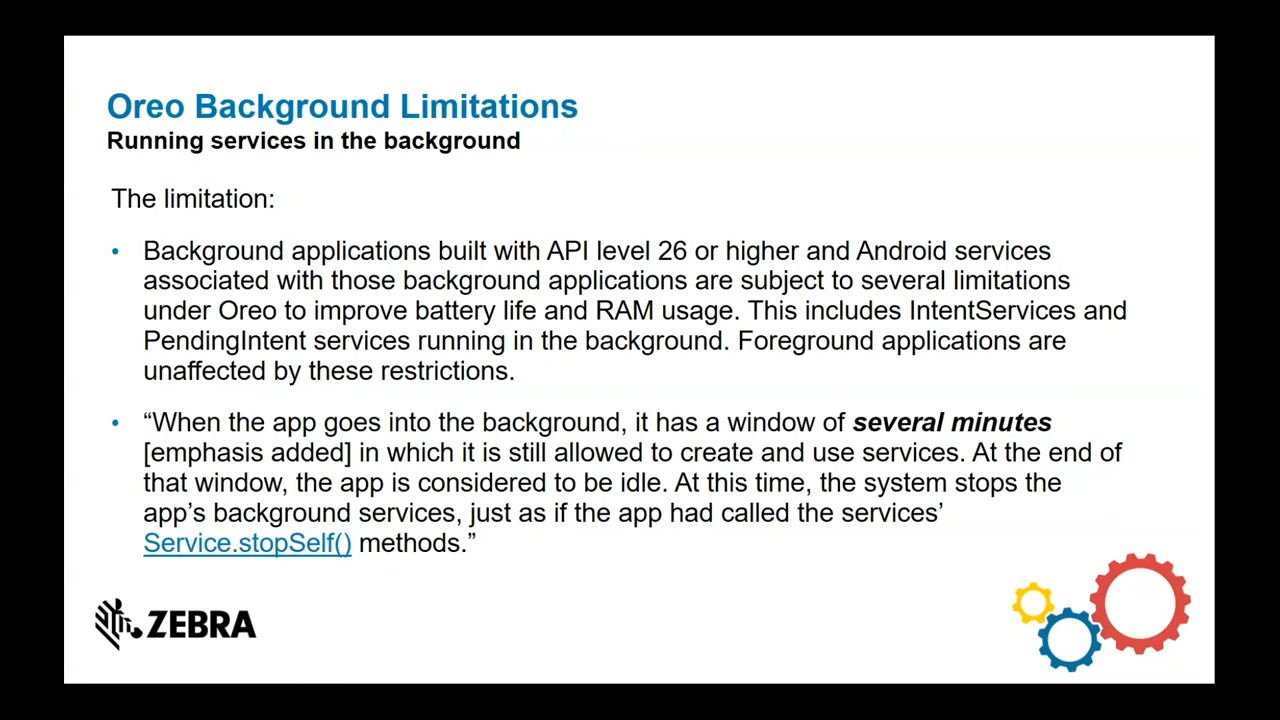 Oreo Background Limitations
Running services in the background
The limitation:
• Background applications built with API level 26 or higher and Android services
associated with those background applications are subject to several limitations
under Oreo to improve battery life and RAM usage. This includes IntentServices and
PendingIntent services running in the background. Foreground applications are
unaffected by these restrictions.
• “When the app goes into the background, it has a window of several minutes
[emphasis added] in which it is still allowed to create and use services. At the end of
that window, the app is considered to be idle. At this time, the system stops the
app’s background services, just as if the app had called the services’
Service.stopSelf() methods.”
ZEBRA